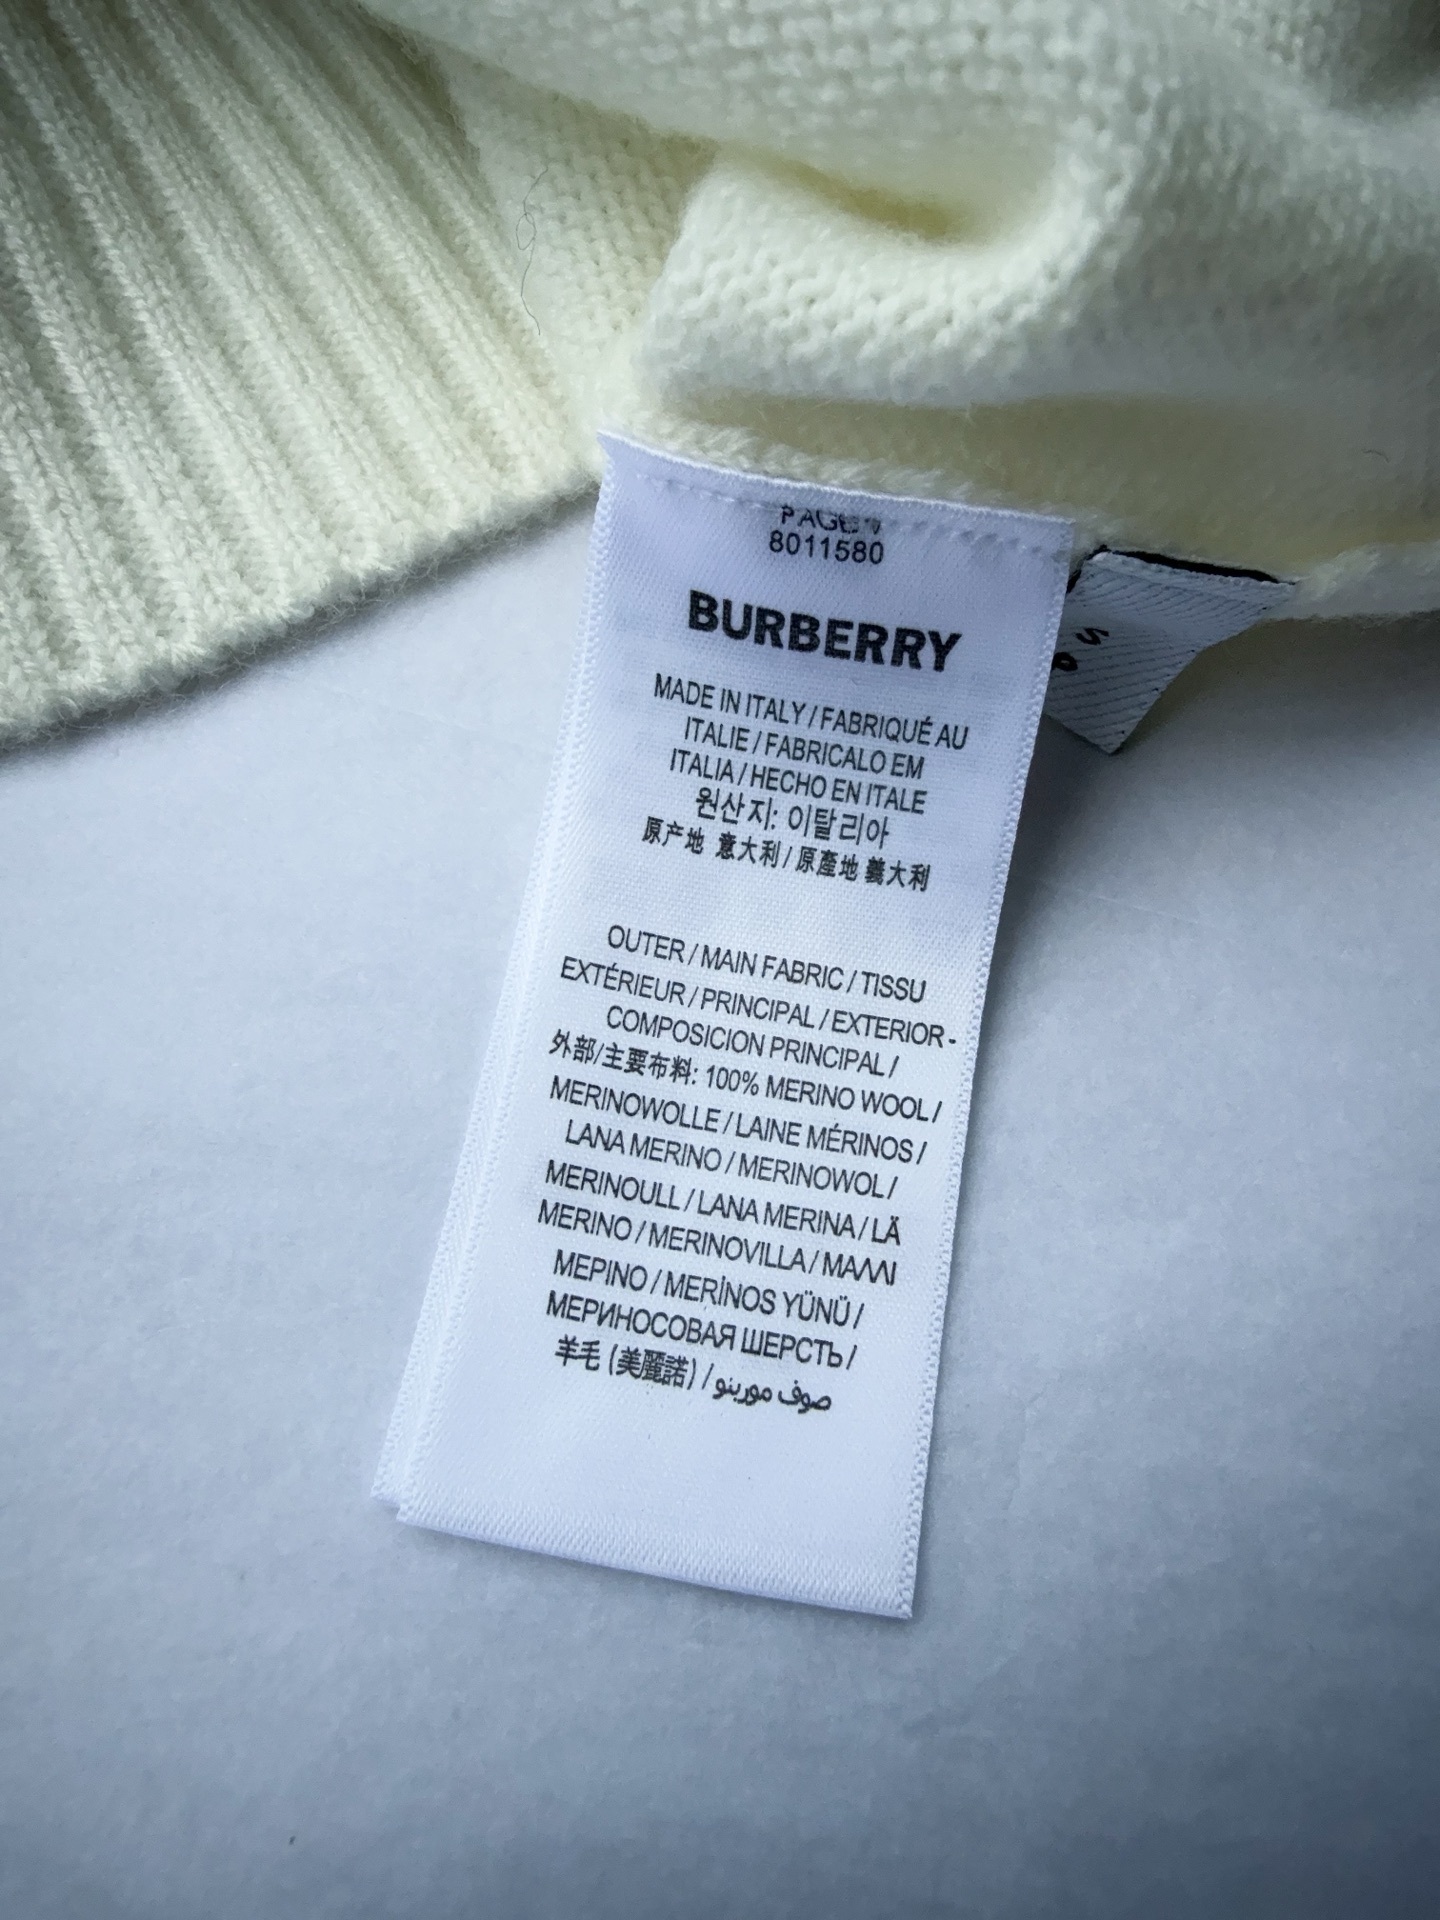 PAGE 1
8011580
BURBERRY
MADE IN ITALY / FABRIQUÉ AU
ITALIE / FABRICALO EM
ITALIA / HECHO EN ITALE
원산지: 이탈리아
原产地 意大利 / 原產地 義大利
OUTER / MAIN FABRIC / TISSU
EXTÉRIEUR / PRINCIPAL / EXTERIOR -
COMPOSICION PRINCIPAL /
外部/主要布料: 100% MERINO WOOL /
MERINOWOLLE / LAINE MÉRINOS /
LANA MERINO / MERINOWOL /
MERINOULL / LANA MERINA / LÃ
MERINO / MERINOVILLA / ΜΑΛΛΙ
ΜΕΡΙΝΟ / MERİNOS YÜNÜ /
МЕРИНОСОВАЯ ШЕРСТЬ /
羊毛 (美麗諾) / صوف مورينو